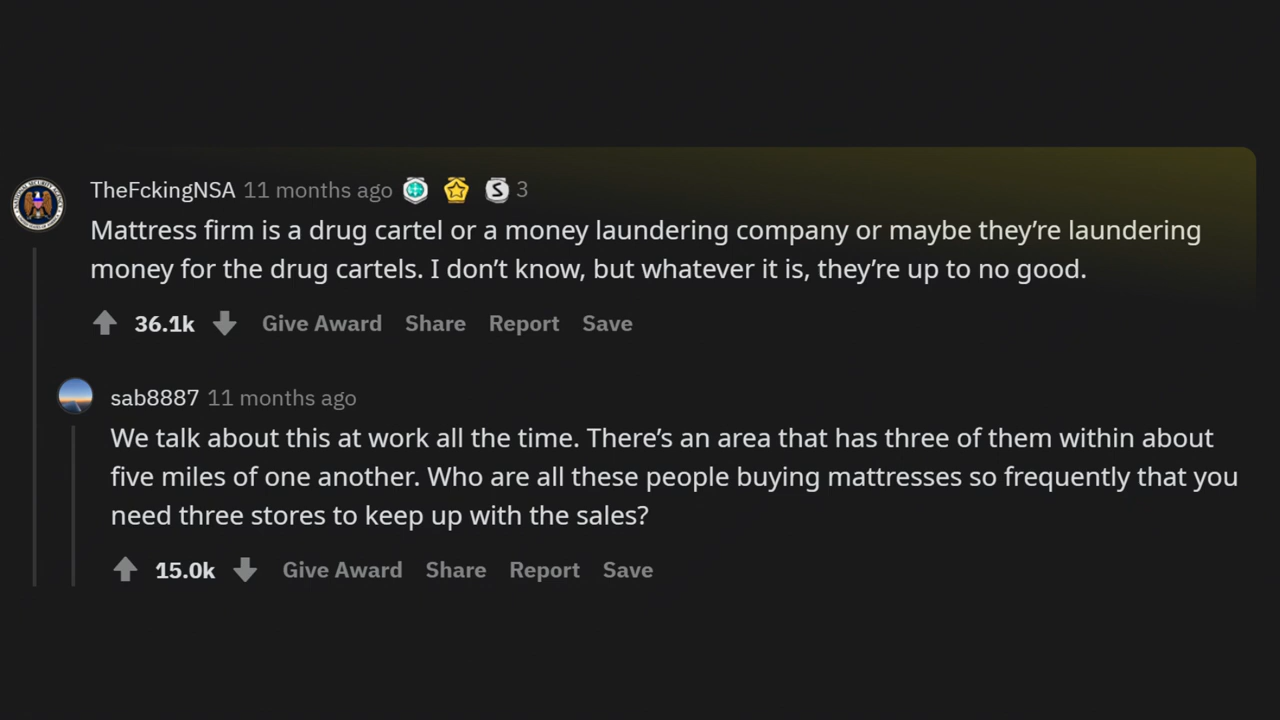 TheFckingNSA 11 months ago 3
Mattress firm is a drug cartel or a money laundering company or maybe they’re laundering
money for the drug cartels. I don’t know, but whatever it is, they’re up to no good.
36.1k Give Award Share Report Save
sab8887 11 months ago
We talk about this at work all the time. There’s an area that has three of them within about
five miles of one another. Who are all these people buying mattresses so frequently that you
need three stores to keep up with the sales?
15.0k Give Award Share Report Save